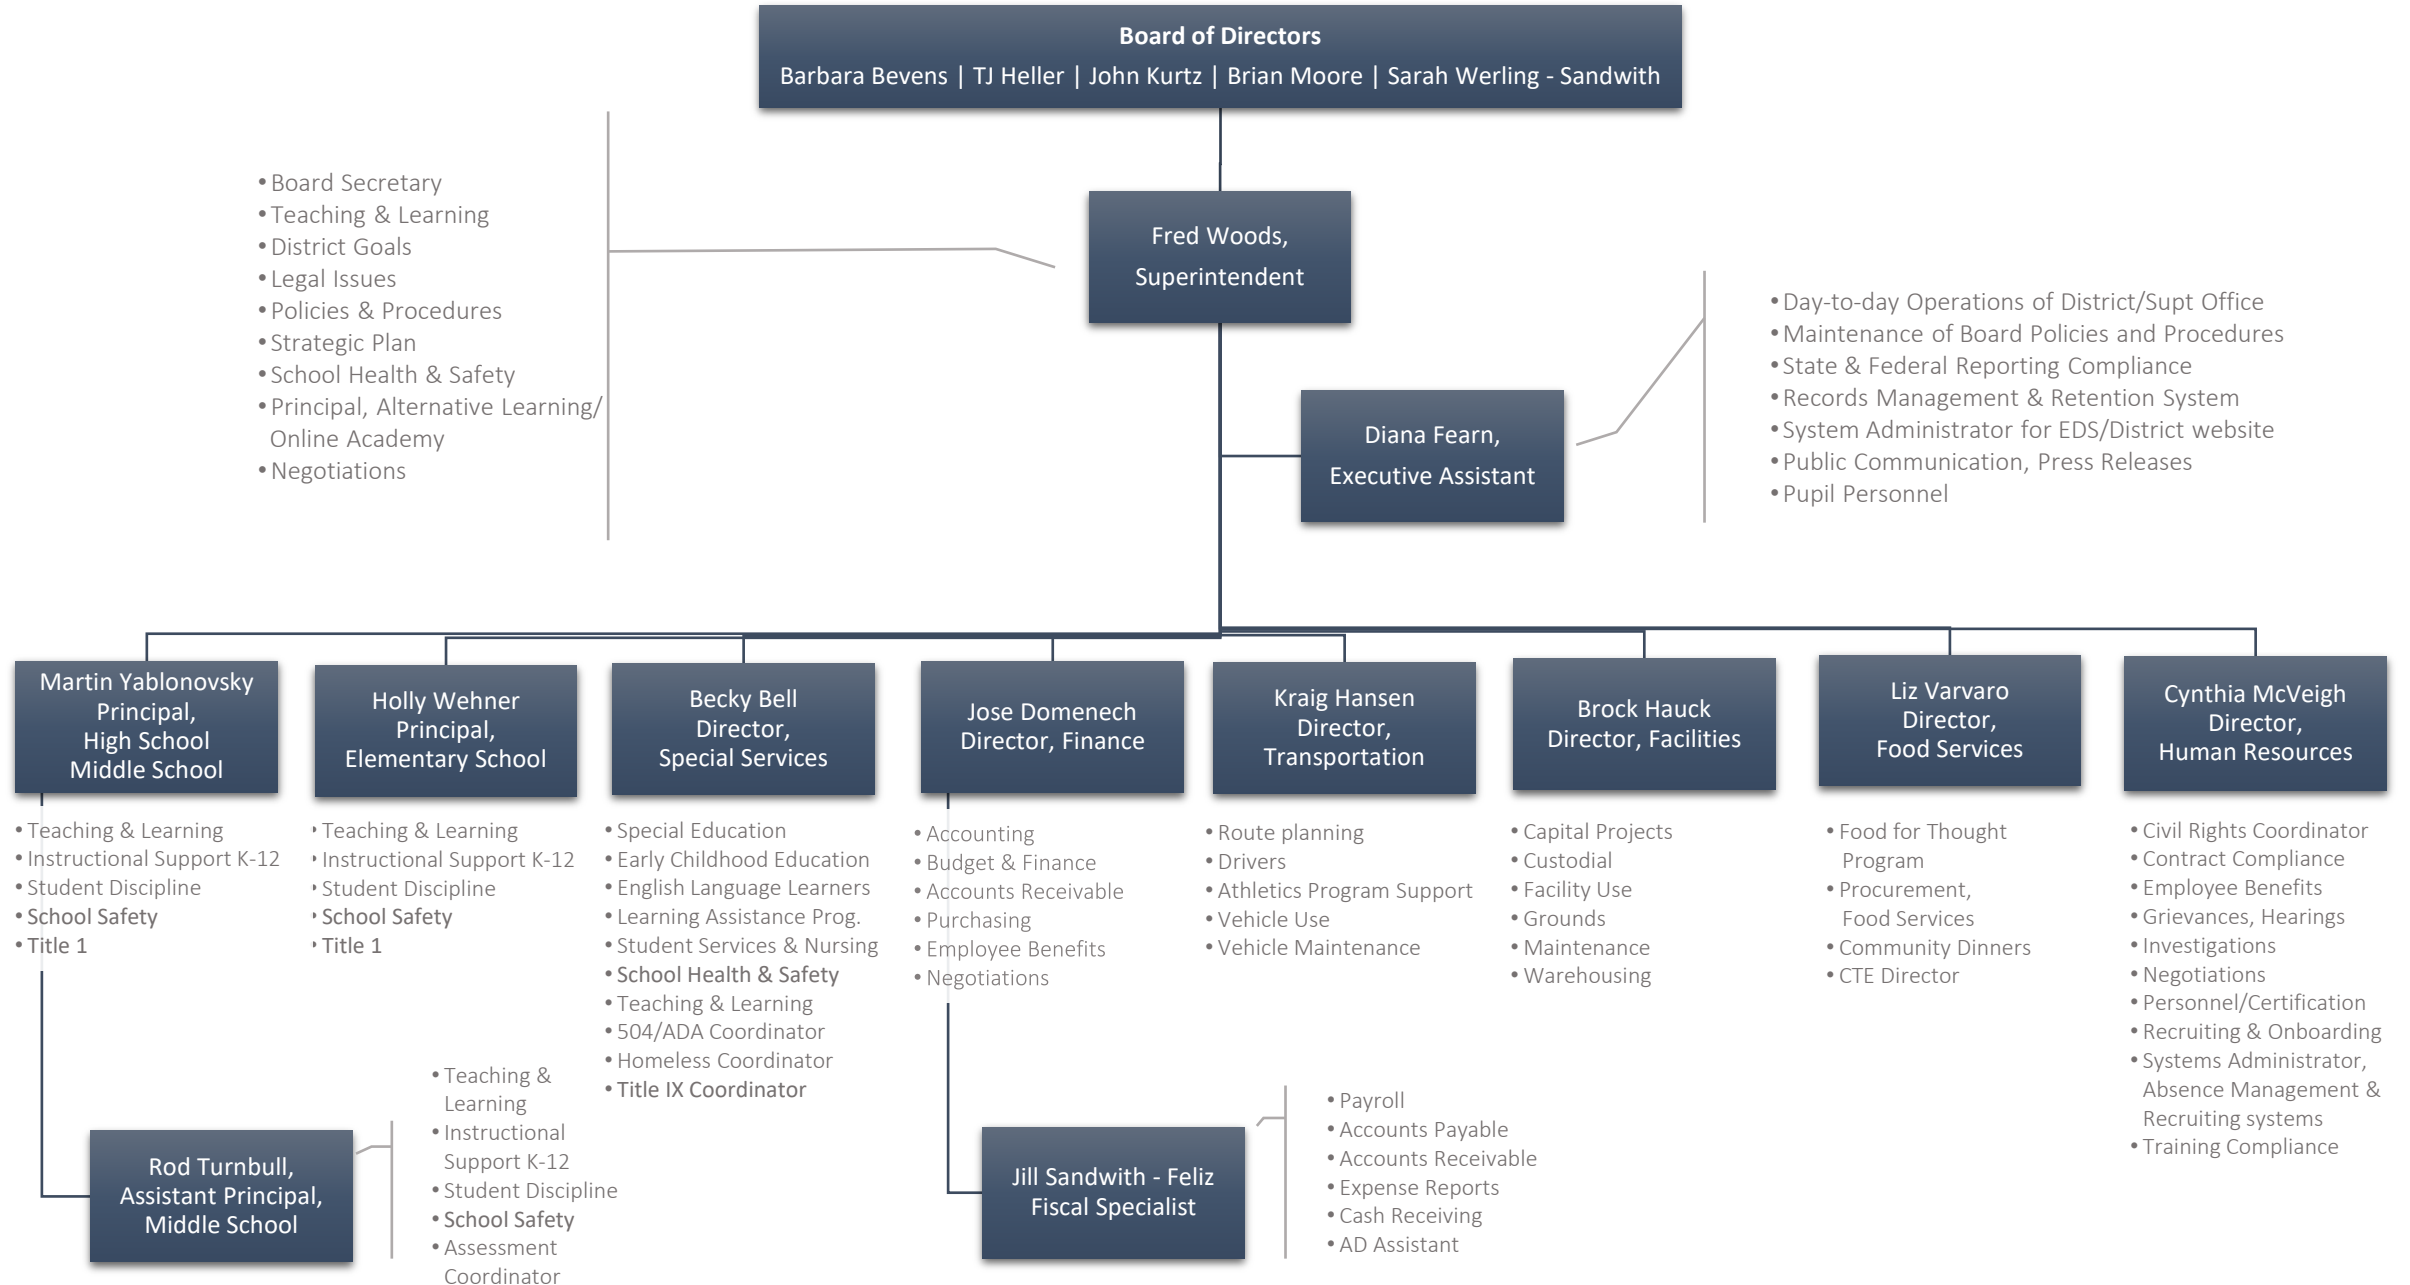 Board of Directors
Barbara Bevens | TJ Heller | John Kurtz | Brian Moore | Sarah Werling - Sandwith
• Board Secretary
• Teaching & Learning
• District Goals
• Legal Issues
• Policies & Procedures
• Strategic Plan
• School Health & Safety
• Principal, Alternative Learning/
Online Academy
• Negotiations
Fred Woods,
Superintendent
Diana Fearn,
Executive Assistant
• Day-to-day Operations of District/Supt Office
• Maintenance of Board Policies and Procedures
• State & Federal Reporting Compliance
• Records Management & Retention System
• System Administrator for EDS/District website
• Public Communication, Press Releases
• Pupil Personnel
Martin Yablonovsky
Principal,
High School
Middle School
• Teaching & Learning
• Instructional Support K-12
• Student Discipline
• School Safety
• Title 1
Holly Wehner
Principal,
Elementary School
• Teaching & Learning
• Instructional Support K-12
• Student Discipline
• School Safety
• Title 1
Becky Bell
Director,
Special Services
• Special Education
• Early Childhood Education
• English Language Learners
• Learning Assistance Prog.
• Student Services & Nursing
• School Health & Safety
• Teaching & Learning
• 504/ADA Coordinator
• Homeless Coordinator
• Title IX Coordinator
Jose Domenech
Director, Finance
• Accounting
• Budget & Finance
• Accounts Receivable
• Purchasing
• Employee Benefits
• Negotiations
Kraig Hansen
Director,
Transportation
• Route planning
• Drivers
• Athletics Program Support
• Vehicle Use
• Vehicle Maintenance
Brock Hauck
Director, Facilities
• Capital Projects
• Custodial
• Facility Use
• Grounds
• Maintenance
• Warehousing
Liz Varvaro
Director,
Food Services
• Food for Thought
Program
• Procurement,
Food Services
• Community Dinners
• CTE Director
Cynthia McVeigh
Director,
Human Resources
• Civil Rights Coordinator
• Contract Compliance
• Employee Benefits
• Grievances, Hearings
• Investigations
• Negotiations
• Personnel/Certification
• Recruiting & Onboarding
• Systems Administrator,
Absence Management &
Recruiting systems
• Training Compliance
Rod Turnbull,
Assistant Principal,
Middle School
• Teaching &
Learning
• Instructional
Support K-12
• Student Discipline
• School Safety
• Assessment
Coordinator
Jill Sandwith - Feliz
Fiscal Specialist
• Payroll
• Accounts Payable
• Accounts Receivable
• Expense Reports
• Cash Receiving
• AD Assistant